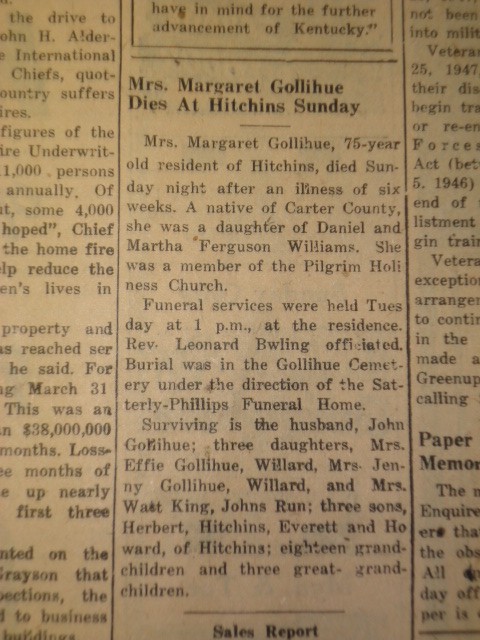 have in mind for the further
advancement of Kentucky."
the drive to
John H. Alder-
International
Chiefs, quot-
country suffers
ires.
figures of the
ire Underwrit-
11,000 persons
annually. Of
some 4,000
hoped", Chief
the home fire
elp reduce the
en's lives in
property and
as reached ser
he said. For
ng March 31
This was an
an $38,000,000
months. Loss-
ee months of
e up nearly
first three
nted on the
Grayson that
pections, the
d to business
buildings
Mrs. Margaret Gollihue
Dies At Hitchins Sunday
Mrs. Margaret Gollihue, 75-year
old resident of Hitchins, died Sun-
day night after an illness of six
weeks. A native of Carter County,
she was a daughter of Daniel and
Martha Ferguson Williams. She
was a member of the Pilgrim Holi
ness Church.
Funeral services were held Tues
day at 1 p.m., at the residence.
Rev. Leonard Bwling officiated.
Burial was in the Gollihue Cemet-
ery under the direction of the Sat-
terly-Phillips Funeral Home.
Surviving is the husband, John
Gollihue; three daughters, Mrs.
Effie Gollihue, Willard, Mrs. Jen-
ny Gollihue, Willard, and Mrs.
Watt King, Johns Run; three sons,
Herbert, Hitchins, Everett and Ho
ward, of Hitchins; eighteen grand-
children and three great- grand-
children.
Sales Report
not been
into milit
Veteran
25, 1947
their dis
begin tra
or re-en
Forces
Act (bet
5, 1946)
end of
listment
gin train
Vetera
exception
arrangem
to contin
in the
made a
Greenup
calling
Paper
Memor
The n
Enquire
ers tha
the obs
All
day off
per is c